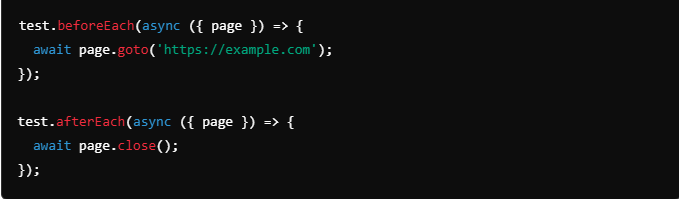 test.beforeEach(async ({ page }) => {
  await page.goto('https://example.com');
});

test.afterEach(async ({ page }) => {
  await page.close();
});